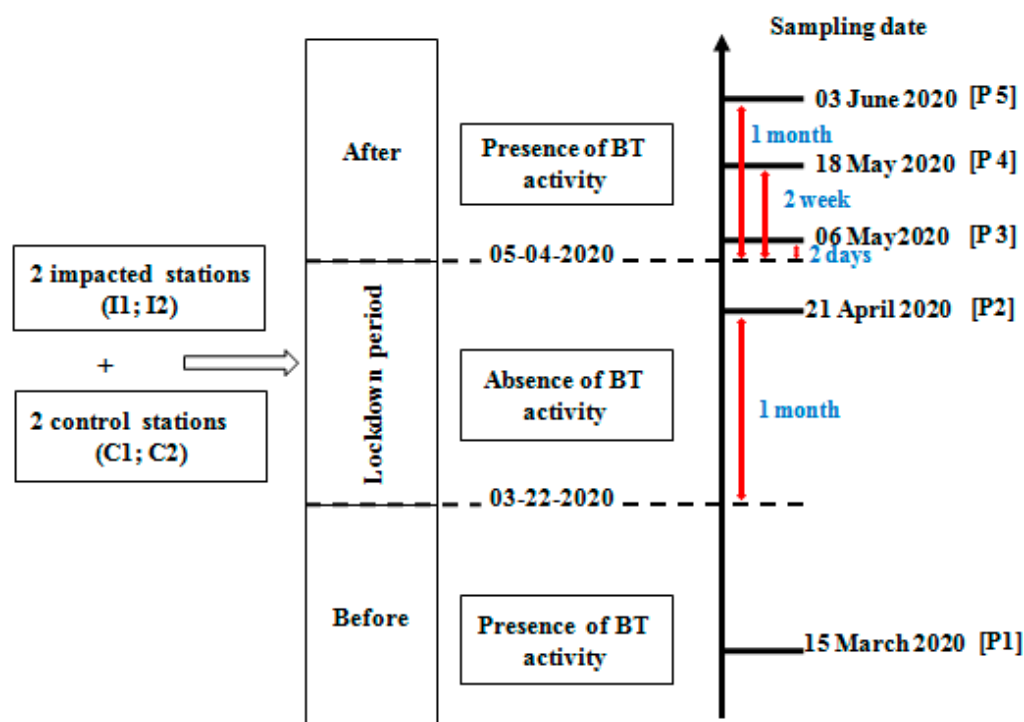 Sampling date
2 impacted stations
(I1; I2)
+
2 control stations
(C1; C2)
After
Lockdown period
Before
Presence of BT
activity
05-04-2020
Absence of BT
activity
03-22-2020
Presence of BT
activity
03 June 2020 [P 5]
1 month
18 May 2020 [P 4]
2 week
06 May2020 [P 3]
2 days
21 April 2020 [P2]
1 month
15 March 2020 [P1]